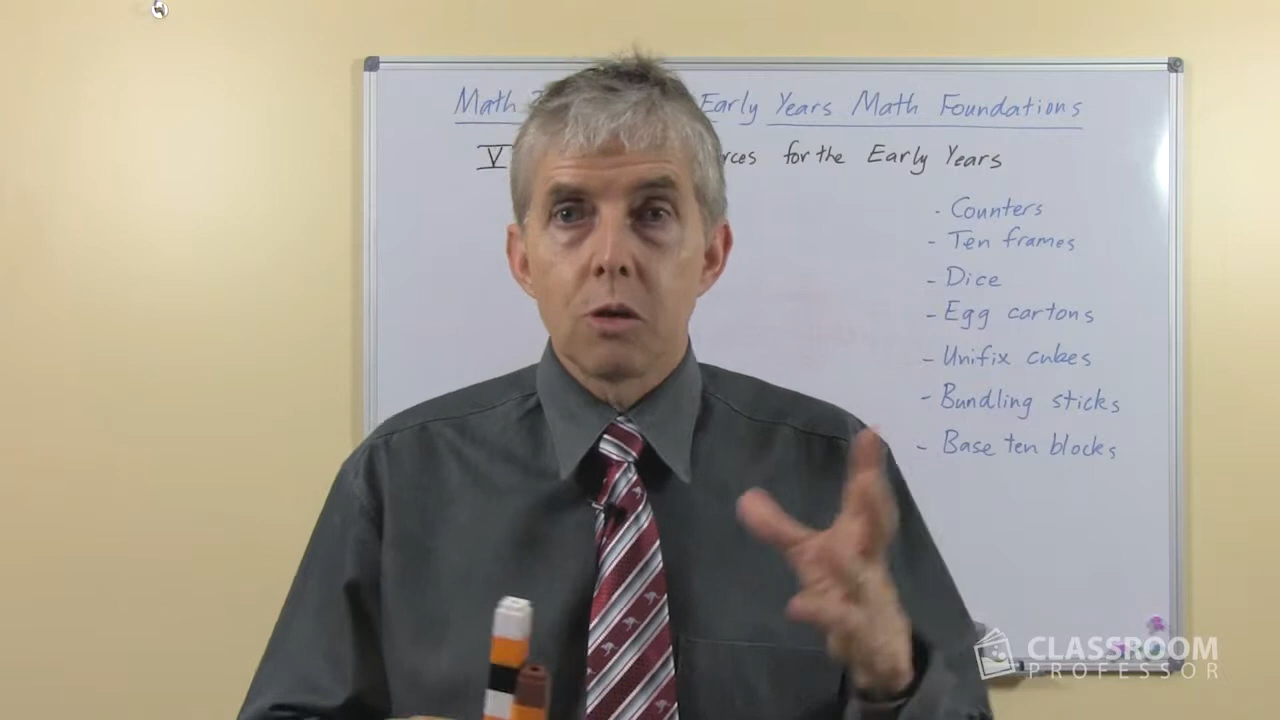 Math Early Years Math Foundations
for the Early Years
- Counters
- Ten frames
- Dice
- Egg cartons
- Unifix cubes
- Bundling sticks
- Base ten blocks
CLASSROOM
PROFESSOR